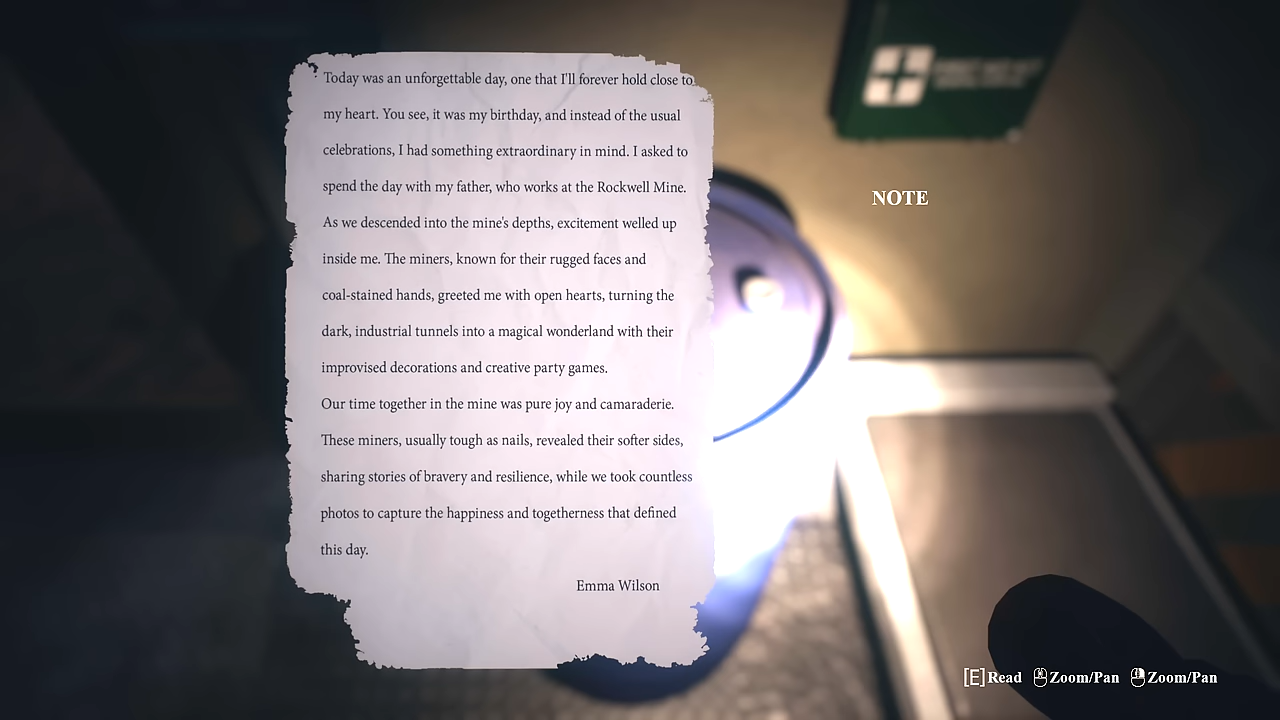 Today was an unforgettable day, one that I'll forever hold close to
my heart. You see, it was my birthday, and instead of the usual
celebrations, I had something extraordinary in mind. I asked to
spend the day with my father, who works at the Rockwell Mine.
As we descended into the mine's depths, excitement welled up
inside me. The miners, known for their rugged faces and
coal-stained hands, greeted me with open hearts, turning the
dark, industrial tunnels into a magical wonderland with their
improvised decorations and creative party games.
Our time together in the mine was pure joy and camaraderie.
These miners, usually tough as nails, revealed their softer sides,
sharing stories of bravery and resilience, while we took countless
photos to capture the happiness and togetherness that defined
this day.
Emma Wilson
NOTE
[E] Read Zoom/Pan Zoom/Pan